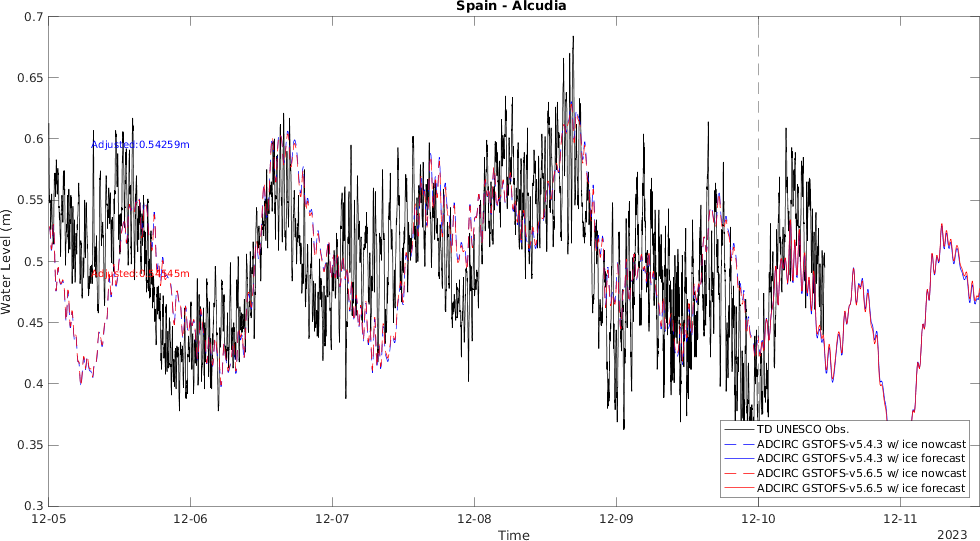 Spain - Alcudia
0.7
0.65
0.6
0.55
0.5
0.45
0.4
0.35
0.3
Water Level (m)
Adjusted:0.54259m
Adjusted:0.54545m
TD UNESCO Obs.
ADCIRC GSTOFS-v5.4.3 w/ ice nowcast
ADCIRC GSTOFS-v5.4.3 w/ ice forecast
ADCIRC GSTOFS-v5.6.5 w/ ice nowcast
ADCIRC GSTOFS-v5.6.5 w/ ice forecast
12-05 12-06 12-07 12-08 12-09 12-10 12-11
Time
2023